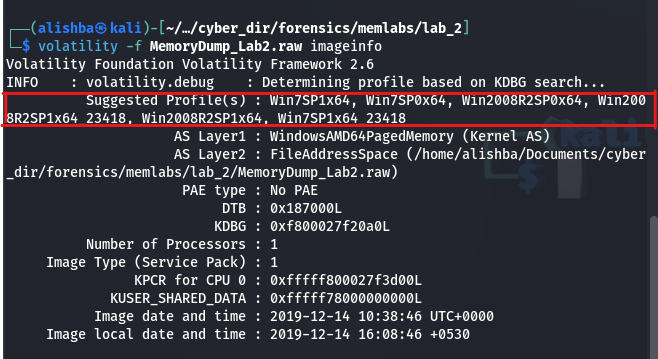 ┌──(alishba㉿kali)-[~/…/cyber_dir/forensics/memlabs/lab_2]
└─$ volatility -f MemoryDump_Lab2.raw imageinfo
Volatility Foundation Volatility Framework 2.6
INFO    : volatility.debug    : Determining profile based on KDBG search...
Suggested Profile(s) : Win7SP1x64, Win7SP0x64, Win2008R2SP0x64, Win200
8R2SP1x64_23418, Win2008R2SP1x64, Win7SP1x64_23418
AS Layer1 : WindowsAMD64PagedMemory (Kernel AS)
AS Layer2 : FileAddressSpace (/home/alishba/Documents/cyber
_dir/forensics/memlabs/lab_2/MemoryDump_Lab2.raw)
PAE type : No PAE
DTB : 0x187000L
KDBG : 0xf800027f20a0L
Number of Processors : 1
Image Type (Service Pack) : 1
KPCR for CPU 0 : 0xfffff800027f3d00L
KUSER_SHARED_DATA : 0xfffff78000000000L
Image date and time : 2019-12-14 10:38:46 UTC+0000
Image local date and time : 2019-12-14 16:08:46 +0530